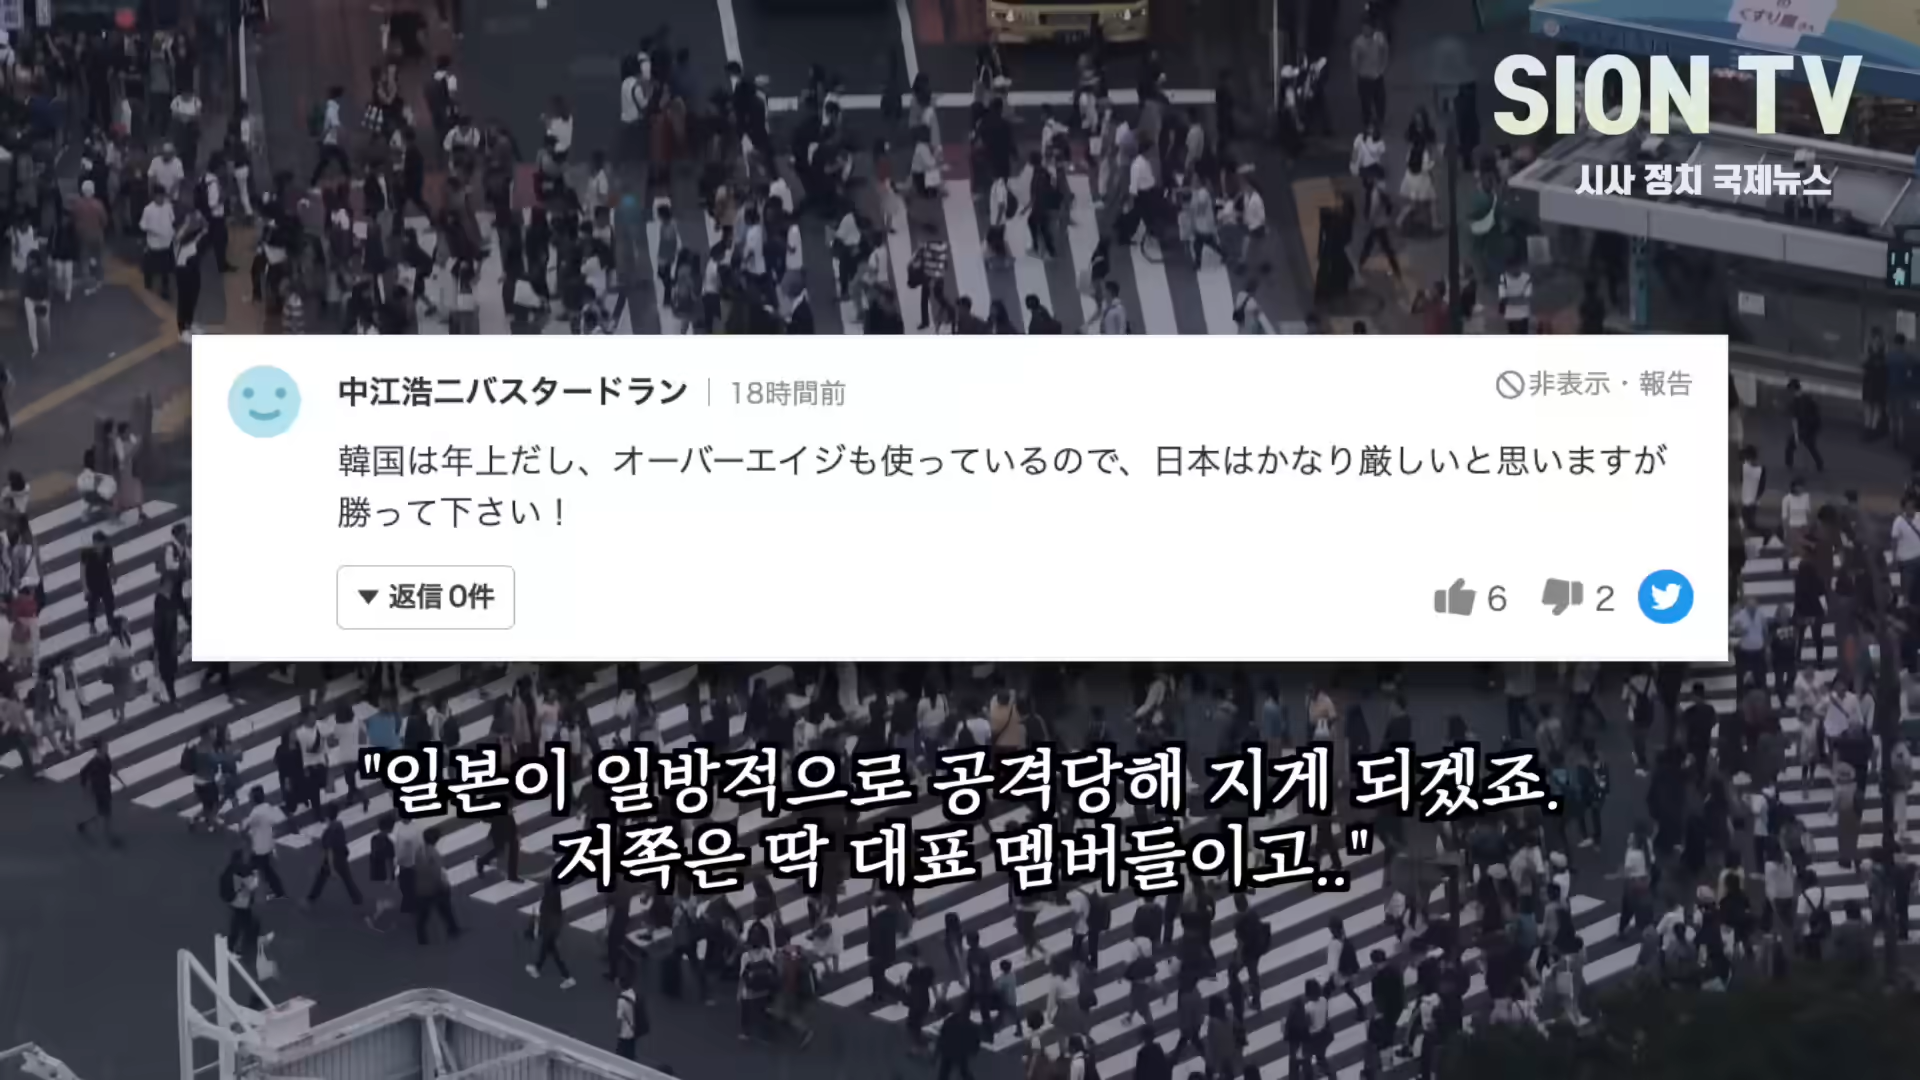 SION TV
시사 정치 국제뉴스
中江浩二バスタードラン 18時間前
非表示・報告
韓国は年上だし、オーバーエイジも使っているので、日本はかなり厳しいと思いますが
勝って下さい！
▼ 返信0件
6 2
"일본이 일방적으로 공격당해 지게 되겠죠.
저쪽은 딱 대표 멤버들이고.."